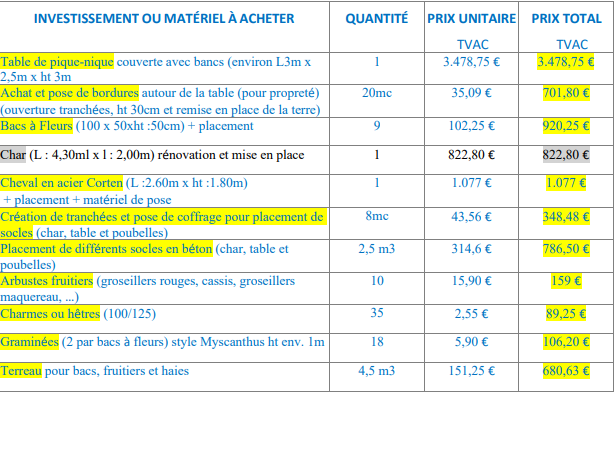 INVESTISSEMENT OU MATÉRIEL À ACHETER QUANTITÉ PRIX UNITAIRE PRIX TOTAL
TVAC TVAC
Table de pique-nique couverte avec bancs (environ L3m x 1 3.478,75 € 3.478,75 €
2,5m x ht 3m
Achat et pose de bordures autour de la table (pour propreté) 20mc 35,09 € 701,80 €
(ouverture tranchées, ht 30cm et remise en place de la terre)
Bacs à Fleurs (100 x 50xht :50cm) + placement 9 102,25 € 920,25 €
Char (L : 4,30ml x l : 2,00m) rénovation et mise en place 1 822,80 € 822,80 €
Cheval en acier Corten (L :2.60m x ht :1.80m) 1 1.077 € 1.077 €
+ placement + matériel de pose
Création de tranchées et pose de coffrage pour placement de 8mc 43,56 € 348,48 €
socles (char, table et poubelles)
Placement de différents socles en béton (char, table et 2,5 m3 314,6 € 786,50 €
poubelles)
Arbustes fruitiers (groseillers rouges, cassis, groseillers 10 15,90 € 159 €
maquereau, ...)
Charmes ou hêtres (100/125) 35 2,55 € 89,25 €
Graminées (2 par bacs à fleurs) style Myscanthus ht env. 1m 18 5,90 € 106,20 €
Terreau pour bacs, fruitiers et haies 4,5 m3 151,25 € 680,63 €